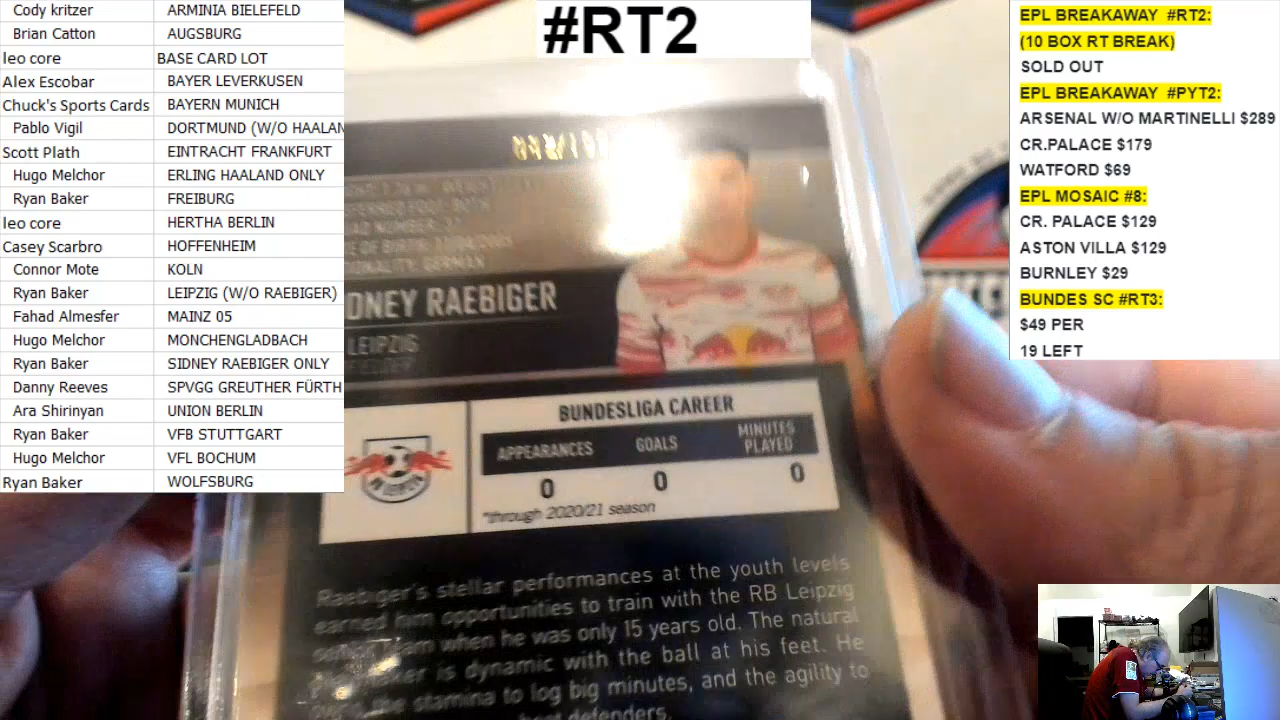 #RT2
Cody kritzer ARMINIA BIELEFELD
Brian Catton AUGSBURG
leo core BASE CARD LOT
Alex Escobar BAYER LEVERKUSEN
Chuck's Sports Cards BAYERN MUNICH
Pablo Vigil DORTMUND (W/O HAALAN
Scott Plath EINTRACHT FRANKFURT
Hugo Melchor ERLING HAALAND ONLY
Ryan Baker FREIBURG
leo core HERTHA BERLIN
Casey Scarbro HOFFENHEIM
Connor Mote KOLN
Ryan Baker LEIPZIG (W/O RAEBIGER)
Fahad Almesfer MAINZ 05
Hugo Melchor MONCHENGLADBACH
Ryan Baker SIDNEY RAEBIGER ONLY
Danny Reeves SPVGG GREUTHER FÜRTH
Ara Shirinyan UNION BERLIN
Ryan Baker VFB STUTTGART
Hugo Melchor VFL BOCHUM
Ryan Baker WOLFSBURG
EPL BREAKAWAY #RT2:
(10 BOX RT BREAK)
SOLD OUT
EPL BREAKAWAY #PYT2:
ARSENAL W/O MARTINELLI $289
CR.PALACE $179
WATFORD $69
EPL MOSAIC #8:
CR. PALACE $129
ASTON VILLA $129
BURNLEY $29
BUNDES SC #RT3:
$49 PER
19 LEFT
DNEY RAEBIGER
LEIPZIG
BUNDESLIGA CAREER
APPEARANCES GOALS MINUTES PLAYED
0 0 0
*through 2020/21 season
Raebiger's stellar performances at the youth levels
earned him opportunities to train with the RB Leipzig
when he was only 15 years old. The natural
is dynamic with the ball at his feet. He
stamina to log big minutes, and the agility to
defenders.